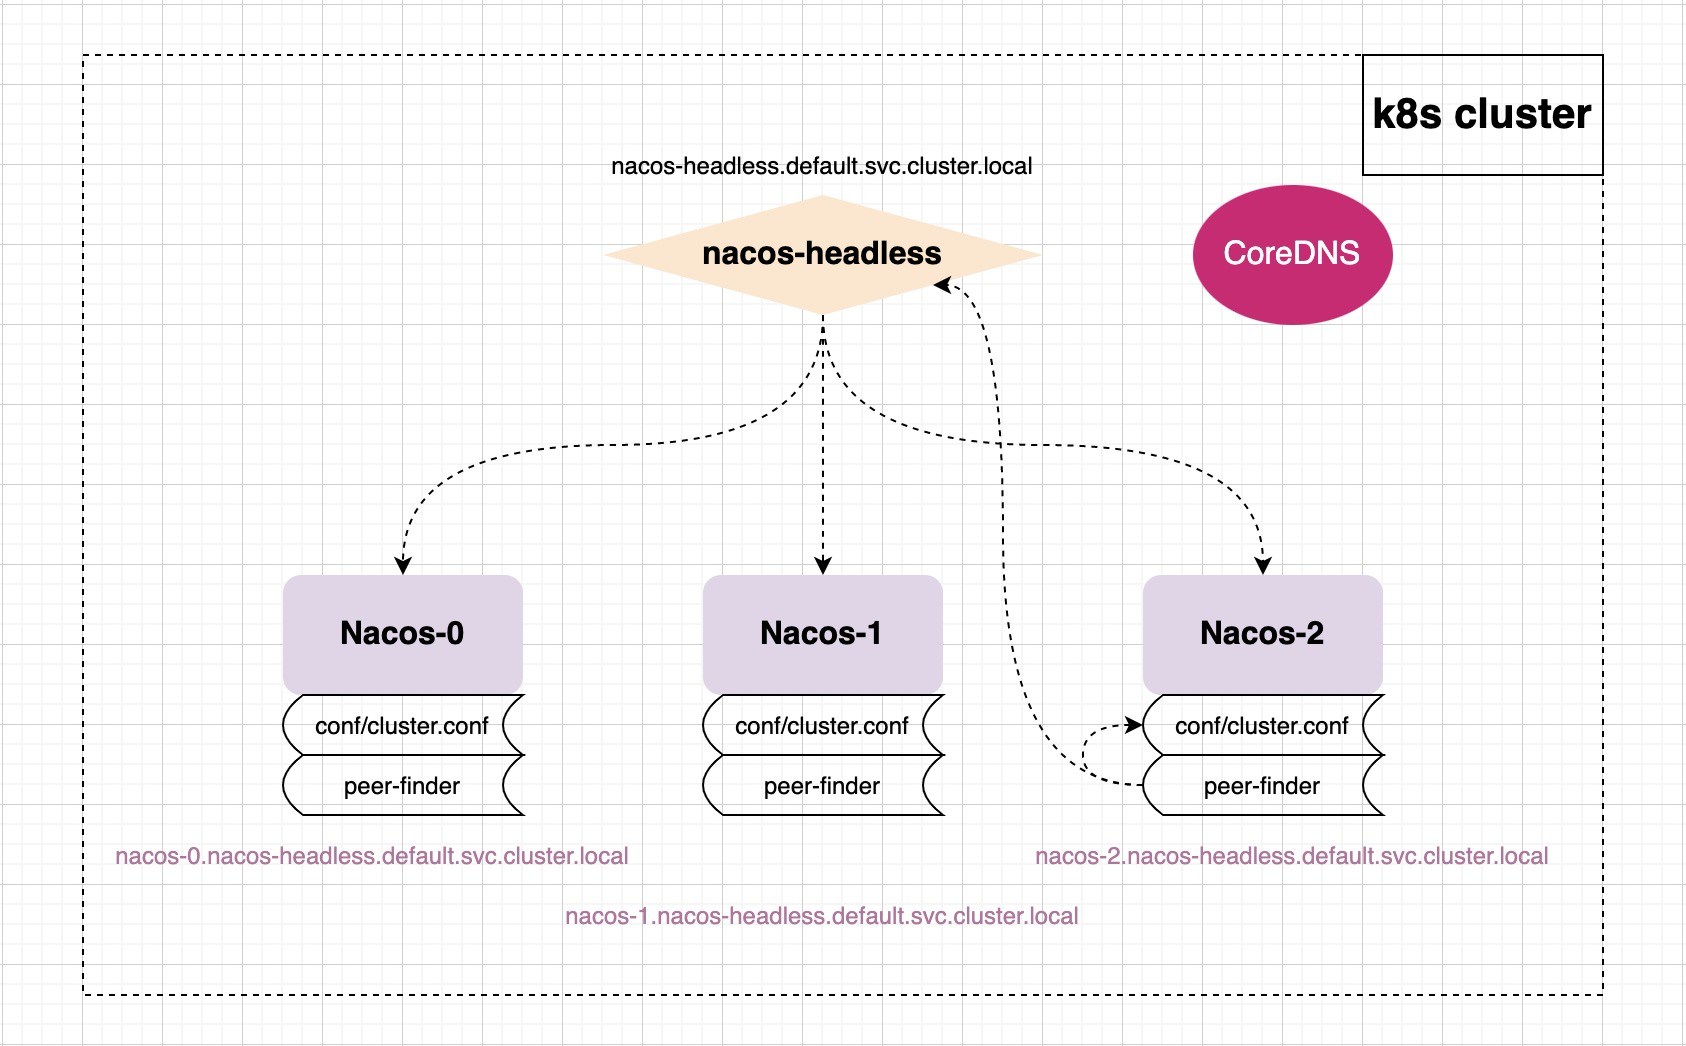 k8s cluster
nacos-headless.default.svc.cluster.local
nacos-headless
CoreDNS
Nacos-0
Nacos-1
Nacos-2
conf/cluster.conf
conf/cluster.conf
conf/cluster.conf
peer-finder
peer-finder
peer-finder
nacos-0.nacos-headless.default.svc.cluster.local
nacos-2.nacos-headless.default.svc.cluster.local
nacos-1.nacos-headless.default.svc.cluster.local